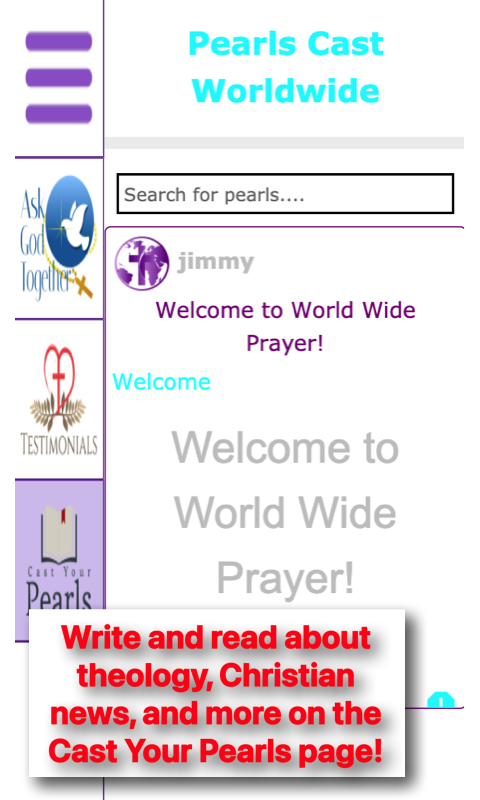 Pearls Cast
Worldwide
Ask
God
Together
Search for pearls....
jimmy
Welcome to World Wide
Prayer!
Welcome
TESTIMONIALS
Welcome to
World Wide
Prayer!
Cast Your
Pearls
Write and read about
theology, Christian
news, and more on the
Cast Your Pearls page!